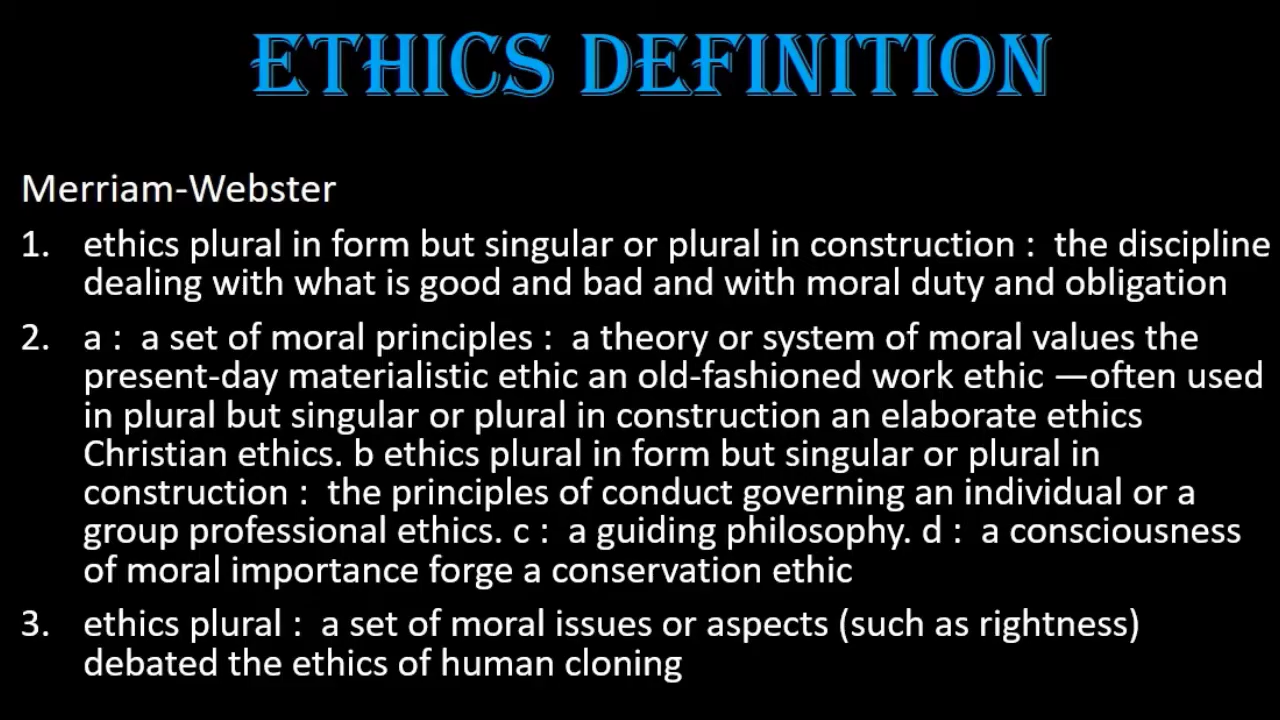 ETHICS DEFINITION
Merriam-Webster
1. ethics plural in form but singular or plural in construction : the discipline
dealing with what is good and bad and with moral duty and obligation
2. a : a set of moral principles : a theory or system of moral values the
present-day materialistic ethic an old-fashioned work ethic —often used
in plural but singular or plural in construction an elaborate ethics
Christian ethics. b ethics plural in form but singular or plural in
construction : the principles of conduct governing an individual or a
group professional ethics. c : a guiding philosophy. d : a consciousness
of moral importance forge a conservation ethic
3. ethics plural : a set of moral issues or aspects (such as rightness)
debated the ethics of human cloning